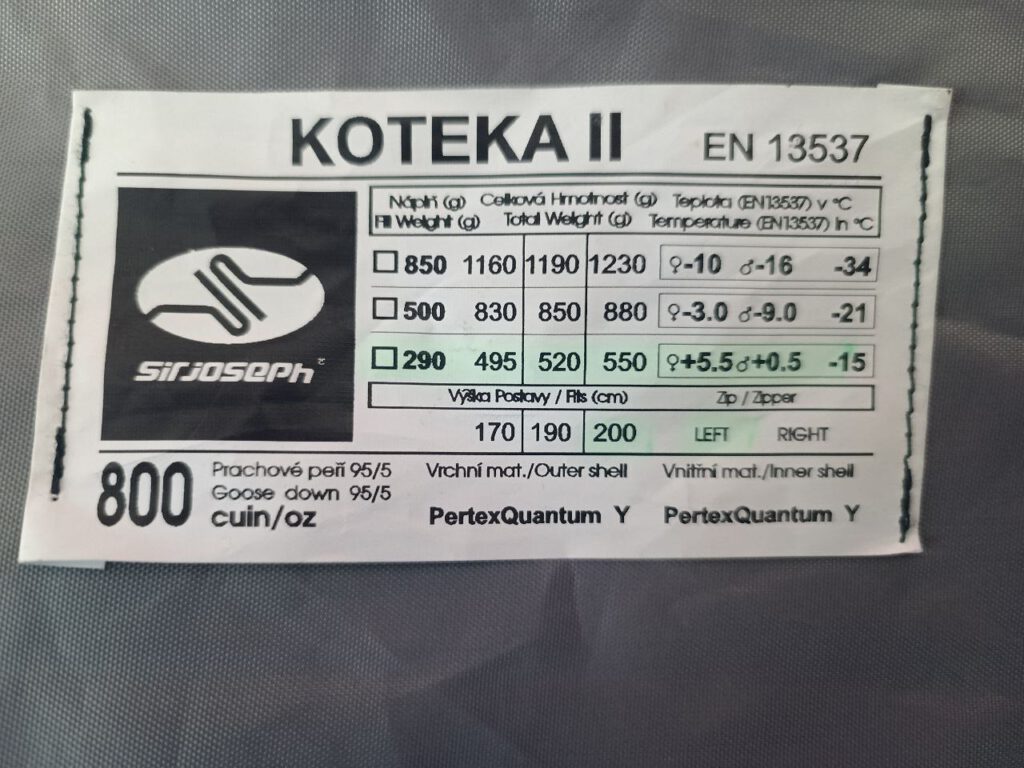 KOTEKA II EN 13537
Náplň (g) Celková Hmotnost (g) Teplota (EN13537) v °C
Fill Weight (g) Total Weight (g) Temperature (EN13537) in °C
850 1160 1190 1230 ♀-10 ♂-16 -34
500 830 850 880 ♀-3.0 ♂-9.0 -21
290 495 520 550 ♀+5.5 ♂+0.5 -15
Výška Postavy / Fits (cm) Zip / Zipper
170 190 200 LEFT RIGHT
sirjoseph
800 cuin/oz
Prachové peří 95/5
Goose down 95/5
Vrchní mat./Outer shell
PertexQuantum Y
Vnitřní mat./Inner shell
PertexQuantum Y